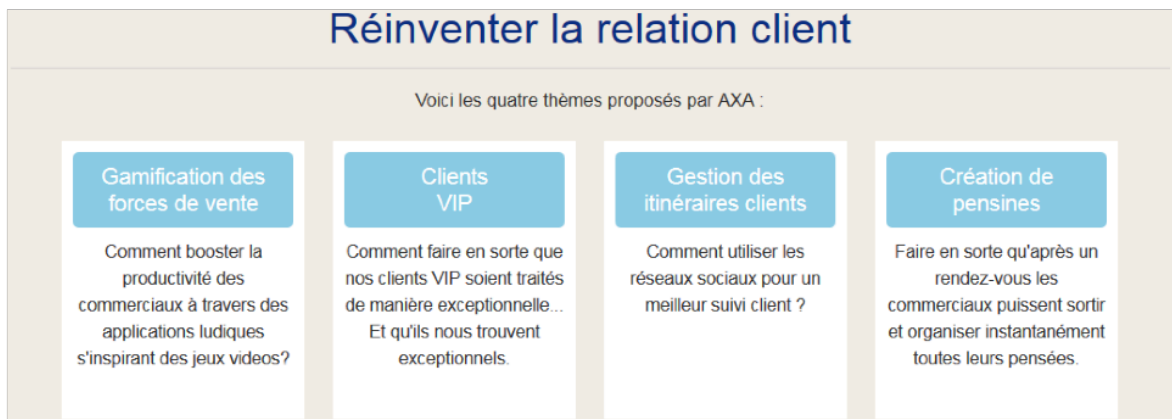 Réinventer la relation client
Voici les quatre thèmes proposés par AXA :
Gamification des
forces de vente
Comment booster la
productivité des
commerciaux à travers des
applications ludiques
s'inspirant des jeux videos?
Clients
VIP
Comment faire en sorte que
nos clients VIP soient traités
de manière exceptionnelle...
Et qu'ils nous trouvent
exceptionnels.
Gestion des
itinéraires clients
Comment utiliser les
réseaux sociaux pour un
meilleur suivi client ?
Création de
pensines
Faire en sorte qu'après un
rendez-vous les
commerciaux puissent sortir
et organiser instantanément
toutes leurs pensées.